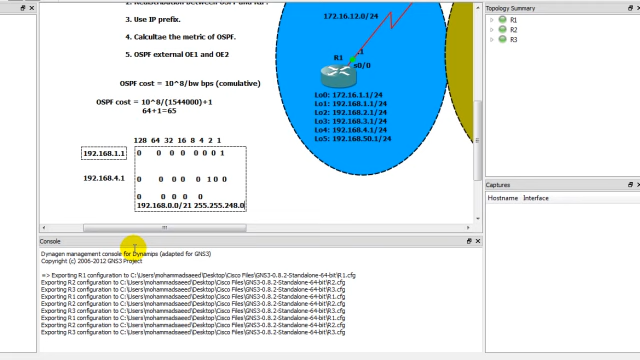 3. Use IP prefix.
4. Calcultae the metric of OSPF.
5. OSPF external OE1 and OE2
OSPF cost = 10^8/bw bps (comulative)
OSPF cost = 10^8/(1544000)+1
64+1=65
128 64 32 16 8 4 2 1
192.168.1.1 0 0 0 0 0 0 0 1
192.168.4.1 0 0 0 0 0 1 0 0
0 0 0 0 0
192.168.0.0/21 255.255.248.0
172.16.12.0/24
.1
R1
s0/0
Lo0: 172.16.1.1/24
Lo1: 192.168.1.1/24
Lo2: 192.168.2.1/24
Lo3: 192.168.3.1/24
Lo4: 192.168.4.1/24
Lo5: 192.168.50.1/24
Topology Summary
R1
R2
R3
Captures
Hostname Interface
Console
Dynagen management console for Dynamips (adapted for GNS3)
Copyright (c) 2006-2012 GNS3 Project
=> Exporting R1 configuration to C:\Users\mohammadsaeed\Desktop\Cisco Files\GNS3-0.8.2-Standalone-64-bit\R1.cfg
Exporting R2 configuration to C:\Users\mohammadsaeed\Desktop\Cisco Files\GNS3-0.8.2-Standalone-64-bit\R2.cfg
Exporting R3 configuration to C:\Users\mohammadsaeed\Desktop\Cisco Files\GNS3-0.8.2-Standalone-64-bit\R3.cfg
Exporting R1 configuration to C:\Users\mohammadsaeed\Desktop\Cisco Files\GNS3-0.8.2-Standalone-64-bit\R1.cfg
Exporting R2 configuration to C:\Users\mohammadsaeed\Desktop\Cisco Files\GNS3-0.8.2-Standalone-64-bit\R2.cfg
Exporting R3 configuration to C:\Users\mohammadsaeed\Desktop\Cisco Files\GNS3-0.8.2-Standalone-64-bit\R3.cfg
Exporting R1 configuration to C:\Users\mohammadsaeed\Desktop\Cisco Files\GNS3-0.8.2-Standalone-64-bit\R1.cfg
Exporting R2 configuration to C:\Users\mohammadsaeed\Desktop\Cisco Files\GNS3-0.8.2-Standalone-64-bit\R2.cfg
Exporting R3 configuration to C:\Users\mohammadsaeed\Desktop\Cisco Files\GNS3-0.8.2-Standalone-64-bit\R3.cfg